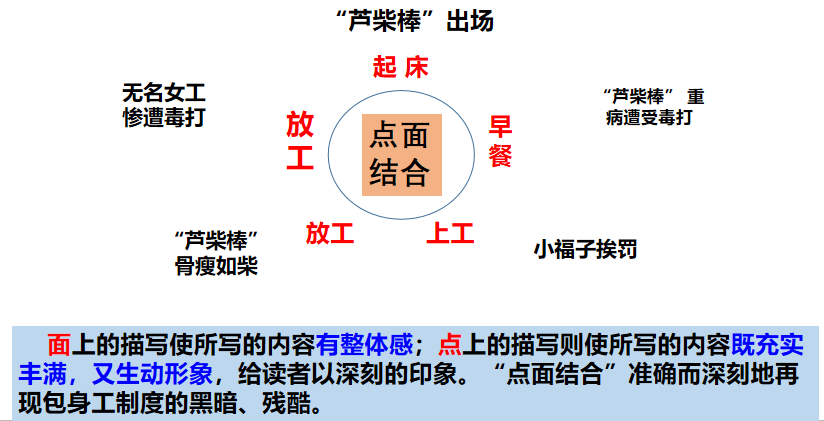 “芦柴棒”出场
起 床
无名女工
惨遭毒打
放
工
点面
结合
早
餐
“芦柴棒” 重
病遭受毒打
“芦柴棒”
骨瘦如柴
放工
上工
小福子挨罚
面上的描写使所写的内容有整体感；点上的描写则使所写的内容既充实
丰满，又生动形象，给读者以深刻的印象。“点面结合”准确而深刻地再
现包身工制度的黑暗、残酷。